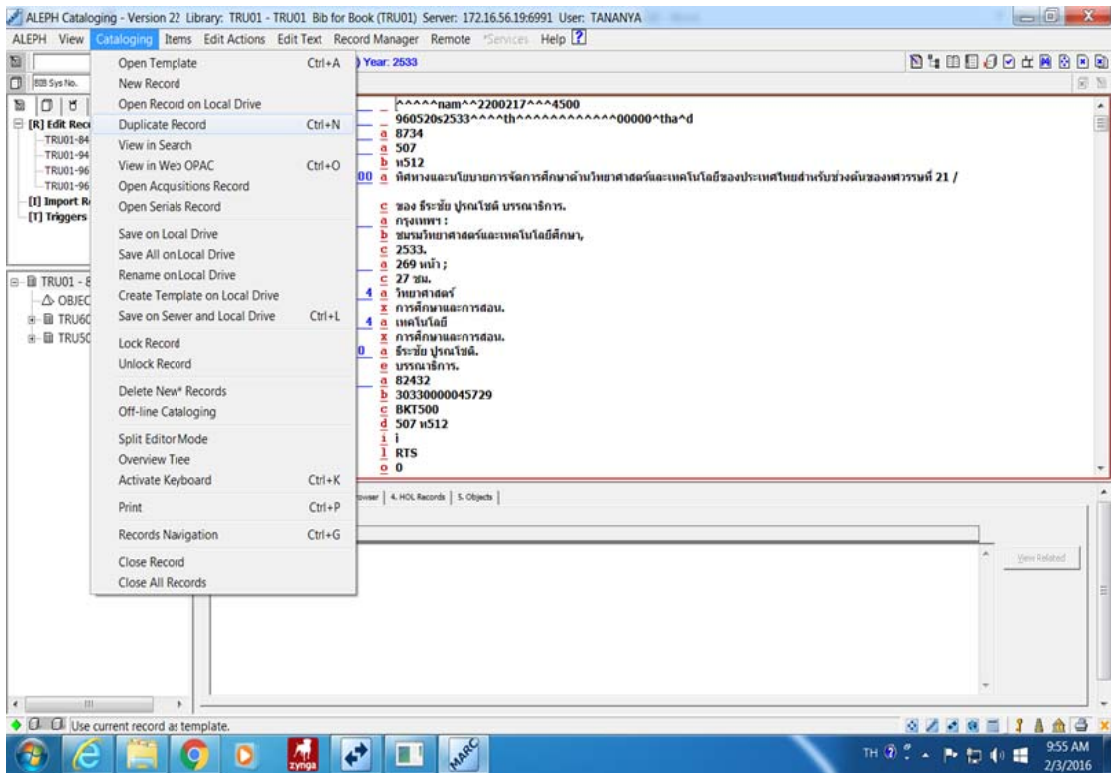 ALEPH Cataloging - Version 22 Library: TRU01 - TRU01 Bib for Book (TRU01) Server: 172.16.56.19:6991 User: TANANYA
ALEPH View Cataloging Items Edit Actions Edit Text Record Manager Remote *Services Help ?
) Year: 2533
BIB Sys No.
Open Template Ctrl+A
New Record
Open Record on Local Drive
Duplicate Record Ctrl+N
View in Search
View in Web OPAC Ctrl+O
Open Acqusitions Record
Open Serials Record
Save on Local Drive
Save All on Local Drive
Rename on Local Drive
Create Template on Local Drive
Save on Server and Local Drive Ctrl+L
Lock Record
Unlock Record
Delete New* Records
Off-line Cataloging
Split Editor Mode
Overview Tree
Activate Keyboard Ctrl+K
Print Ctrl+P
Records Navigation Ctrl+G
Close Record
Close All Records
[R] Edit Reco
TRU01-84
TRU01-94
TRU01-96
TRU01-96
[I] Import R
[T] Triggers
TRU01 - 8
OBJEC
TRU60
TRU50
^^^^^nam^^2200217^^^4500
960520s2533^^^^th^^^^^^^^^^^^^00000^tha^d
a 8734
a 507
b ท512
00 a ทิศทางและนโยบายการจัดการศึกษาด้านวิทยาศาสตร์และเทคโนโลยีของประเทศไทยสำหรับช่วงต้นของทศวรรษที่ 21 /
c ของ ธีระชัย ปูรณโชติ บรรณาธิการ.
a กรุงเทพฯ :
b ชมรมวิทยาศาสตร์และเทคโนโลยีศึกษา,
c 2533.
a 269 หน้า ;
c 27 ซม.
4 a วิทยาศาสตร์
x การศึกษาและการสอน.
4 a เทคโนโลยี
x การศึกษาและการสอน.
0 a ธีระชัย ปูรณโชติ.
e บรรณาธิการ.
a 82432
b 30330000045729
c BKT500
d 507 ท512
i i
l RTS
o 0
owser 4. HOL Records 5. Objects
View Related
Use current record as template.
zynga
MARC
TH
9:55 AM
2/3/2016